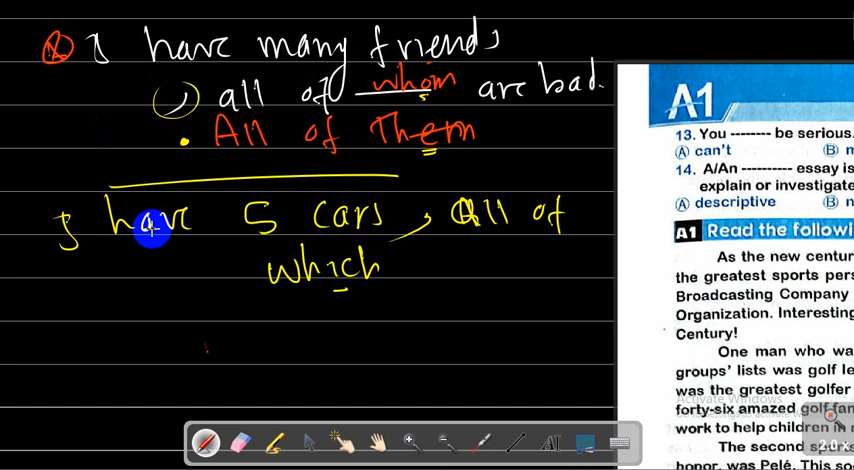 I have many friends
(,) all of whom are bad.
. All of Them
I have 5 cars, All of
which
A1
13. You -------- be serious.
Ⓐ can't Ⓑ
14. A/An ---------- essay is
explain or investigate
Ⓐ descriptive Ⓑ
A1 Read the followi
As the new centur
the greatest sports pers
Broadcasting Company
Organization. Interesting
Century!
One man who wa
groups' lists was golf le
was the greatest golfer
Activate Windows
forty-six amazed golf fan
work to help children in
The second sports
honor, was Pelé. This
AI
2.0 x